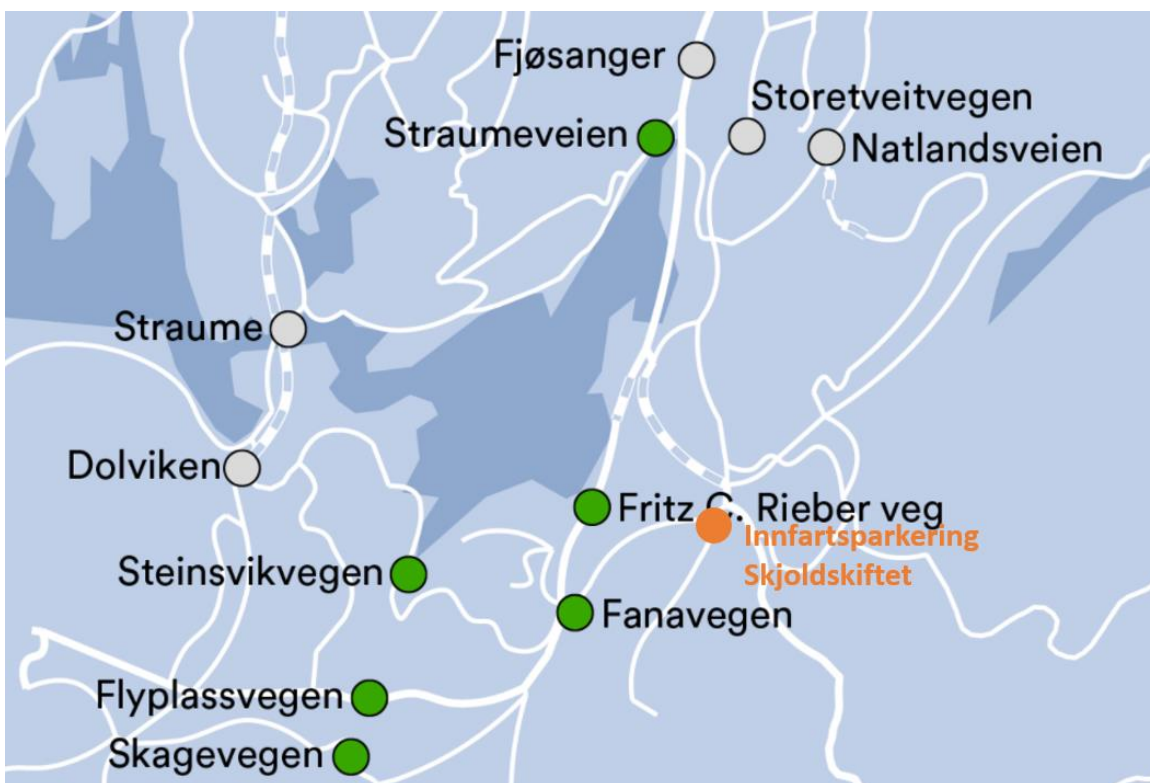 Fjøsanger
Storetveitvegen
Straumeveien
Natlandsveien
Straume
Dolviken
Fritz C. Rieber veg
Innfartsparkering
Skjoldskiftet
Steinsvikvegen
Fanavegen
Flyplassvegen
Skagevegen